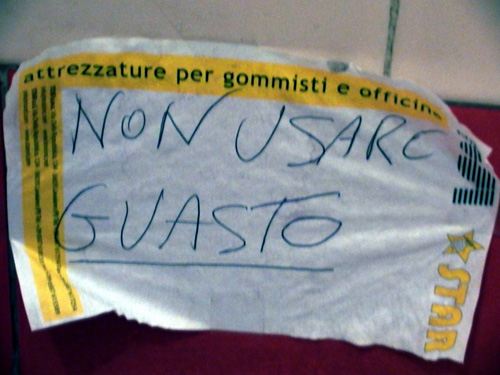 attrezzature per gommisti e officine
NON USARE
GUASTO
STAR